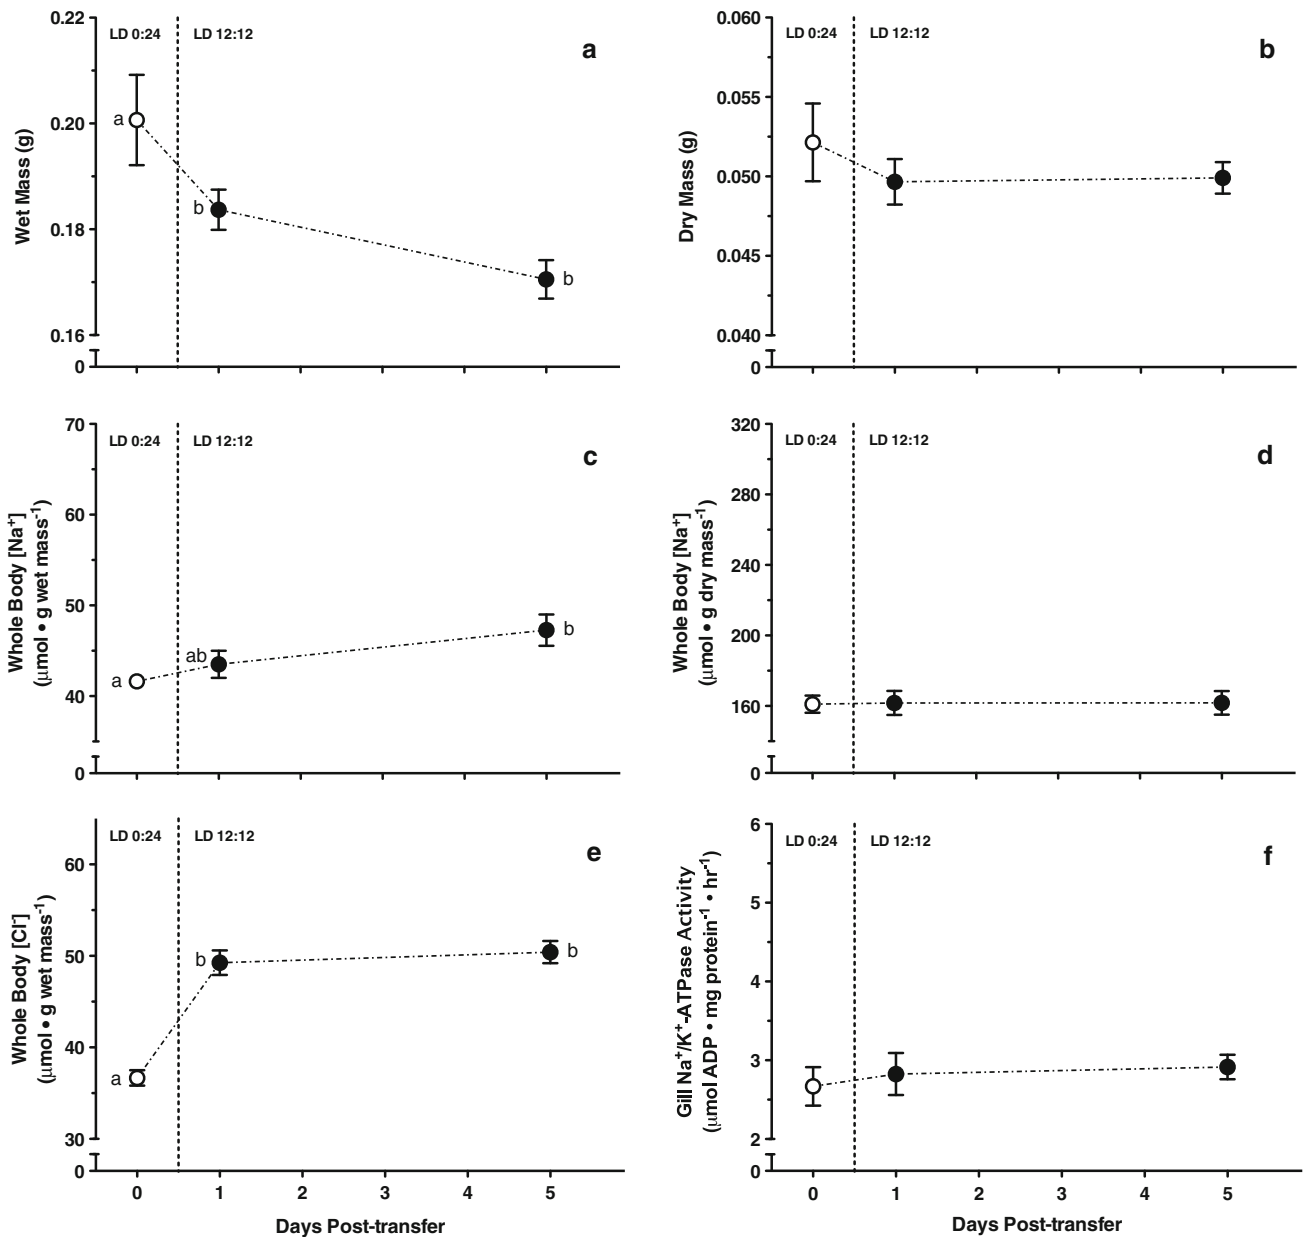 a
LD 0:24 LD 12:12
Wet Mass (g)
0.22
0.20
0.18
0.16
0
a
b
b
b
LD 0:24 LD 12:12
Dry Mass (g)
0.060
0.055
0.050
0.045
0.040
0
c
LD 0:24 LD 12:12
Whole Body [Na⁺]
(μmol • g wet mass⁻¹)
70
60
50
40
0
a
ab
b
d
LD 0:24 LD 12:12
Whole Body [Na⁺]
(μmol • g dry mass⁻¹)
320
280
240
200
160
0
e
LD 0:24 LD 12:12
Whole Body [Cl⁻]
(μmol • g wet mass⁻¹)
60
50
40
30
0
a
b
b
0 1 2 3 4 5
Days Post-transfer
f
LD 0:24 LD 12:12
Gill Na⁺/K⁺-ATPase Activity
(μmol ADP • mg protein⁻¹ • hr⁻¹)
6
5
4
3
2
0
0 1 2 3 4 5
Days Post-transfer